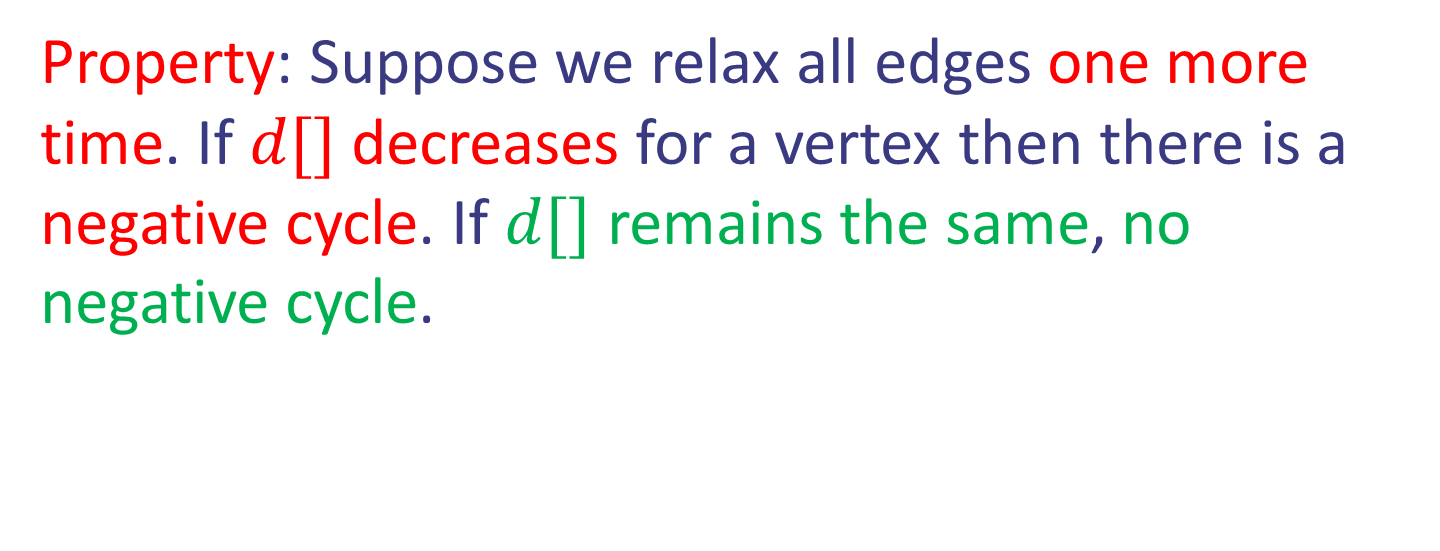 Property: Suppose we relax all edges one more
time. If d[] decreases for a vertex then there is a
negative cycle. If d[] remains the same, no
negative cycle.